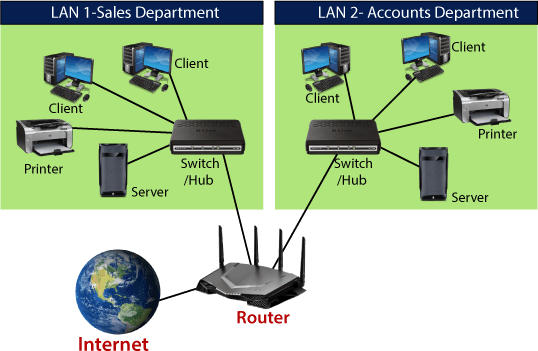 LAN 1-Sales Department
Client
Client
Printer
Server
Switch
/Hub
LAN 2- Accounts Department
Client
Client
Printer
Server
Switch
/Hub
Router
Internet